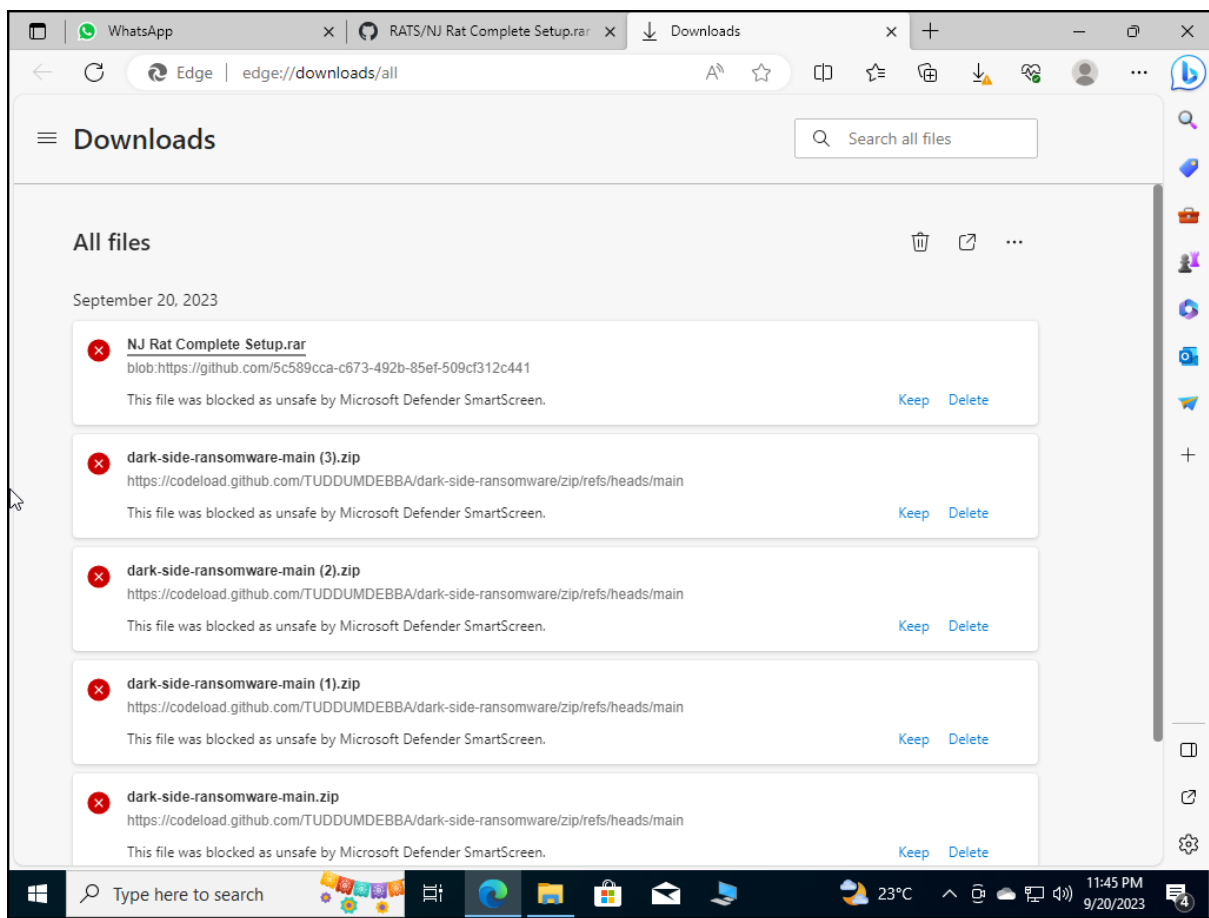 WhatsApp
RATS/NJ Rat Complete Setup.rar
Downloads
Edge
edge://downloads/all
Downloads
Search all files
All files
September 20, 2023
NJ Rat Complete Setup.rar
blob:https://github.com/5c589cca-c673-492b-85ef-509cf312c441
This file was blocked as unsafe by Microsoft Defender SmartScreen.
Keep Delete
dark-side-ransomware-main (3).zip
https://codeload.github.com/TUDDUMDEBBA/dark-side-ransomware/zip/refs/heads/main
This file was blocked as unsafe by Microsoft Defender SmartScreen.
Keep Delete
dark-side-ransomware-main (2).zip
https://codeload.github.com/TUDDUMDEBBA/dark-side-ransomware/zip/refs/heads/main
This file was blocked as unsafe by Microsoft Defender SmartScreen.
Keep Delete
dark-side-ransomware-main (1).zip
https://codeload.github.com/TUDDUMDEBBA/dark-side-ransomware/zip/refs/heads/main
This file was blocked as unsafe by Microsoft Defender SmartScreen.
Keep Delete
dark-side-ransomware-main.zip
https://codeload.github.com/TUDDUMDEBBA/dark-side-ransomware/zip/refs/heads/main
This file was blocked as unsafe by Microsoft Defender SmartScreen.
Keep Delete
Type here to search
23°C
11:45 PM
9/20/2023
4